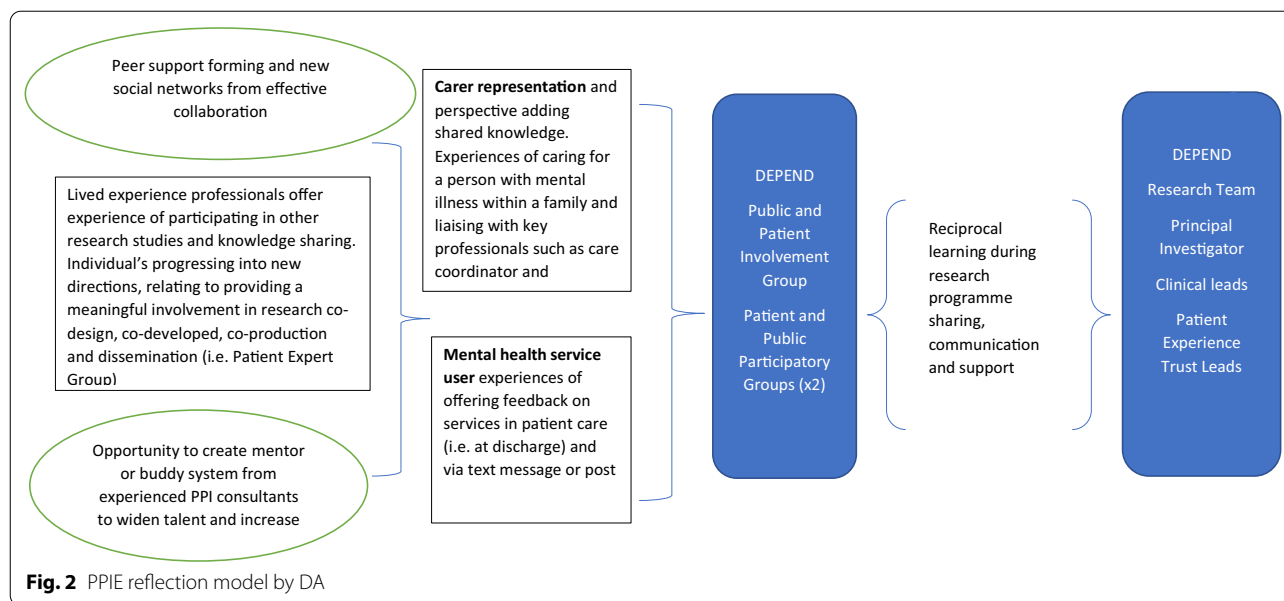 Peer support forming and new
social networks from effective
collaboration
Lived experience professionals offer
experience of participating in other
research studies and knowledge sharing.
Individual's progressing into new
directions, relating to providing a
meaningful involvement in research co-
design, co-developed, co-production
and dissemination (i.e. Patient Expert
Group)
Opportunity to create mentor
or buddy system from
experienced PPI consultants
to widen talent and increase
Carer representation and
perspective adding
shared knowledge.
Experiences of caring for
a person with mental
illness within a family and
liaising with key
professionals such as care
coordinator and
Mental health service
user experiences of
offering feedback on
services in patient care
(i.e. at discharge) and
via text message or post
DEPEND
Public and
Patient
Involvement
Group
Patient and
Public
Participatory
Groups (x2)
Reciprocal
learning during
research
programme
sharing,
communication
and support
DEPEND
Research Team
Principal
Investigator
Clinical leads
Patient
Experience
Trust Leads
Fig. 2 PPIE reflection model by DA